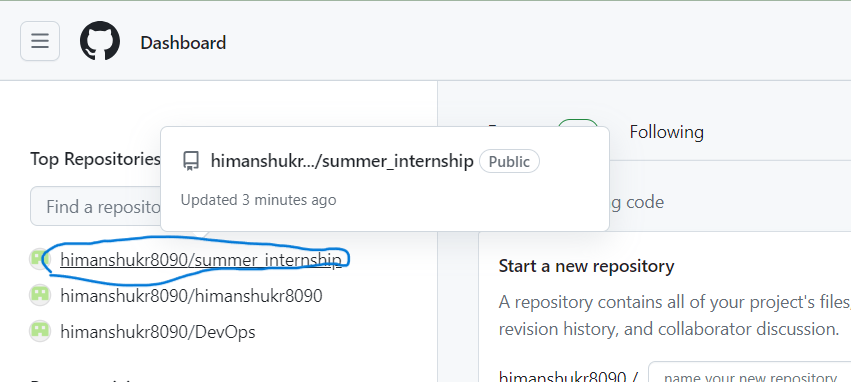 Dashboard
Top Repositories
himanshukr.../summer_internship Public
Updated 3 minutes ago
Find a reposito
himanshukr8090/summer_internship
himanshukr8090/himanshukr8090
himanshukr8090/DevOps
Following
g code
Start a new repository
A repository contains all of your project's files,
revision history, and collaborator discussion.
himanshukr8090 /
name your new repository